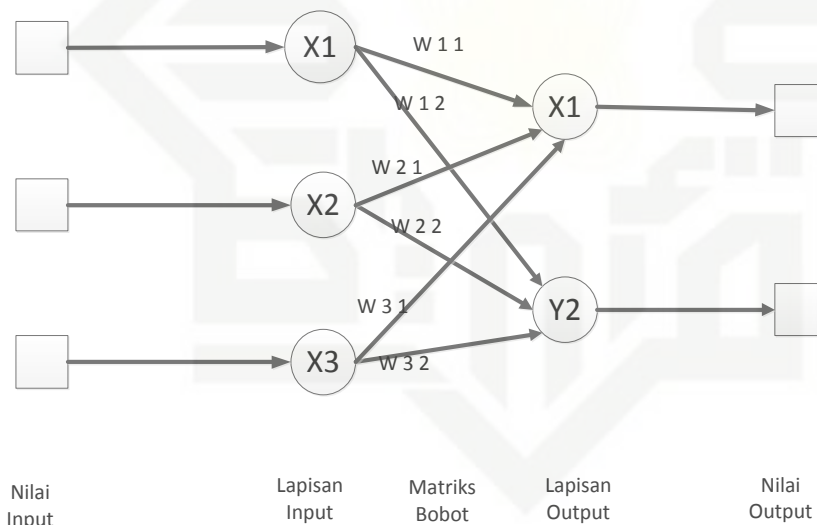 X1
W 1 1
W 1 2
X1
W 2 1
X2
W 2 2
W 3 1
Y2
X3
W 3 2
Nilai
Input
Lapisan
Input
Matriks
Bobot
Lapisan
Output
Nilai
Output